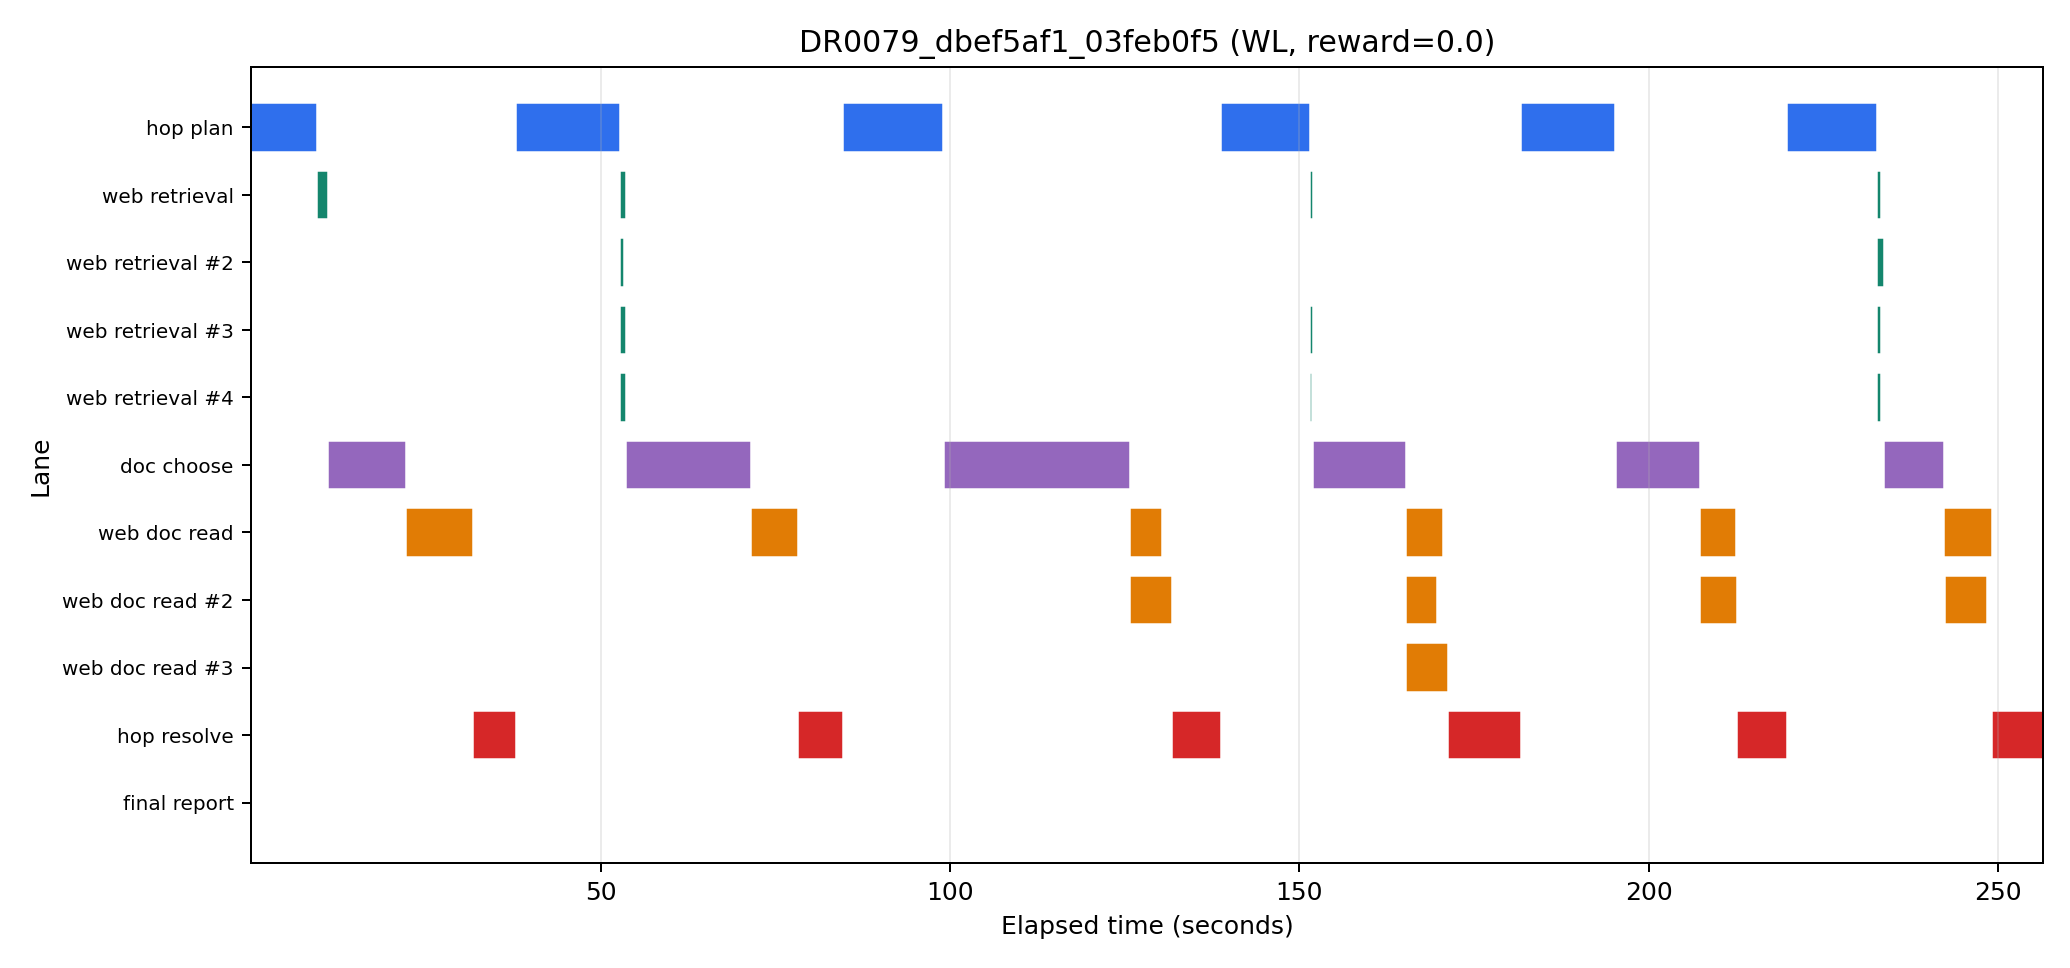 DR0079_dbef5af1_03feb0f5 (WL, reward=0.0)
Lane
hop plan
web retrieval
web retrieval #2
web retrieval #3
web retrieval #4
doc choose
web doc read
web doc read #2
web doc read #3
hop resolve
final report
50 100 150 200 250
Elapsed time (seconds)